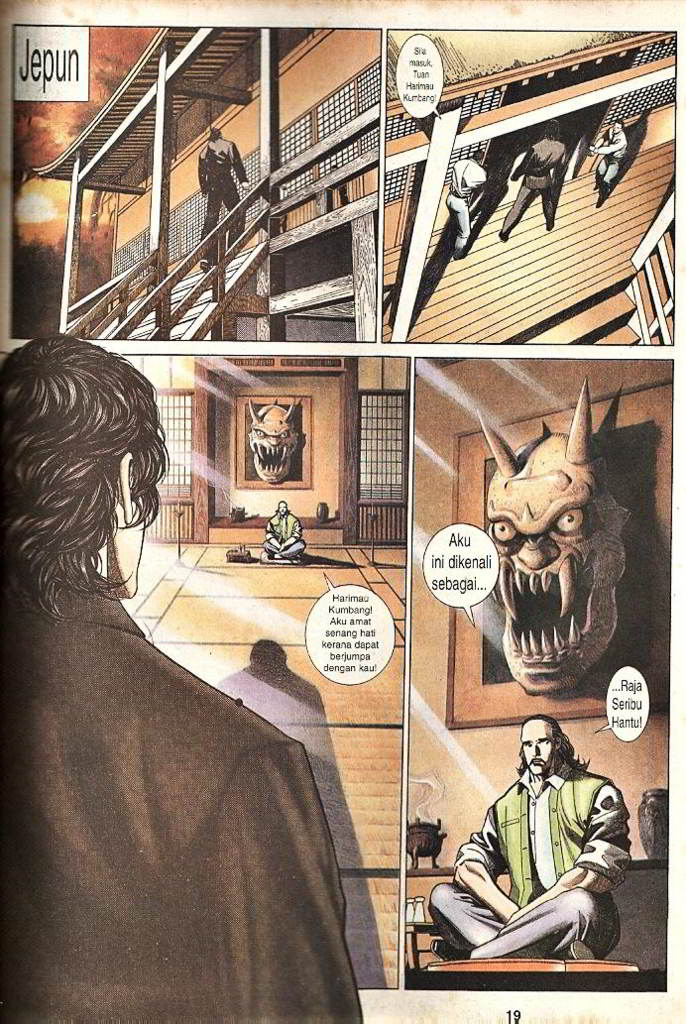 Jepun
Sila
masuk,
Tuan
Harimau
Kumbang!
Harimau
Kumbang!
Aku amat
senang hati
kerana dapat
berjumpa
dengan kau!
Aku
ini dikenali
sebagai...
...Raja
Seribu
Hantu!
19